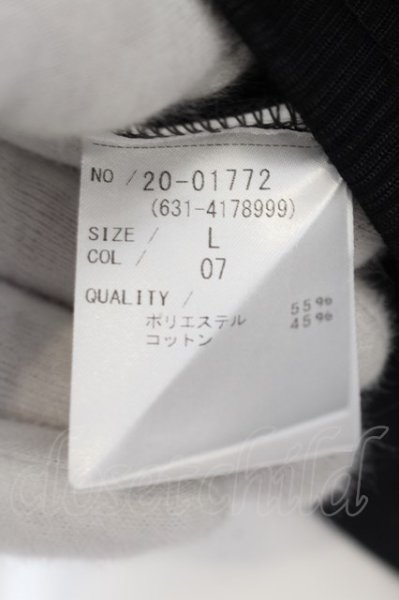 NO / 20-01772
(631-4178999)
SIZE / L
COL / 07
QUALITY /
ポリエステル 55%
コットン 45%
closetchild